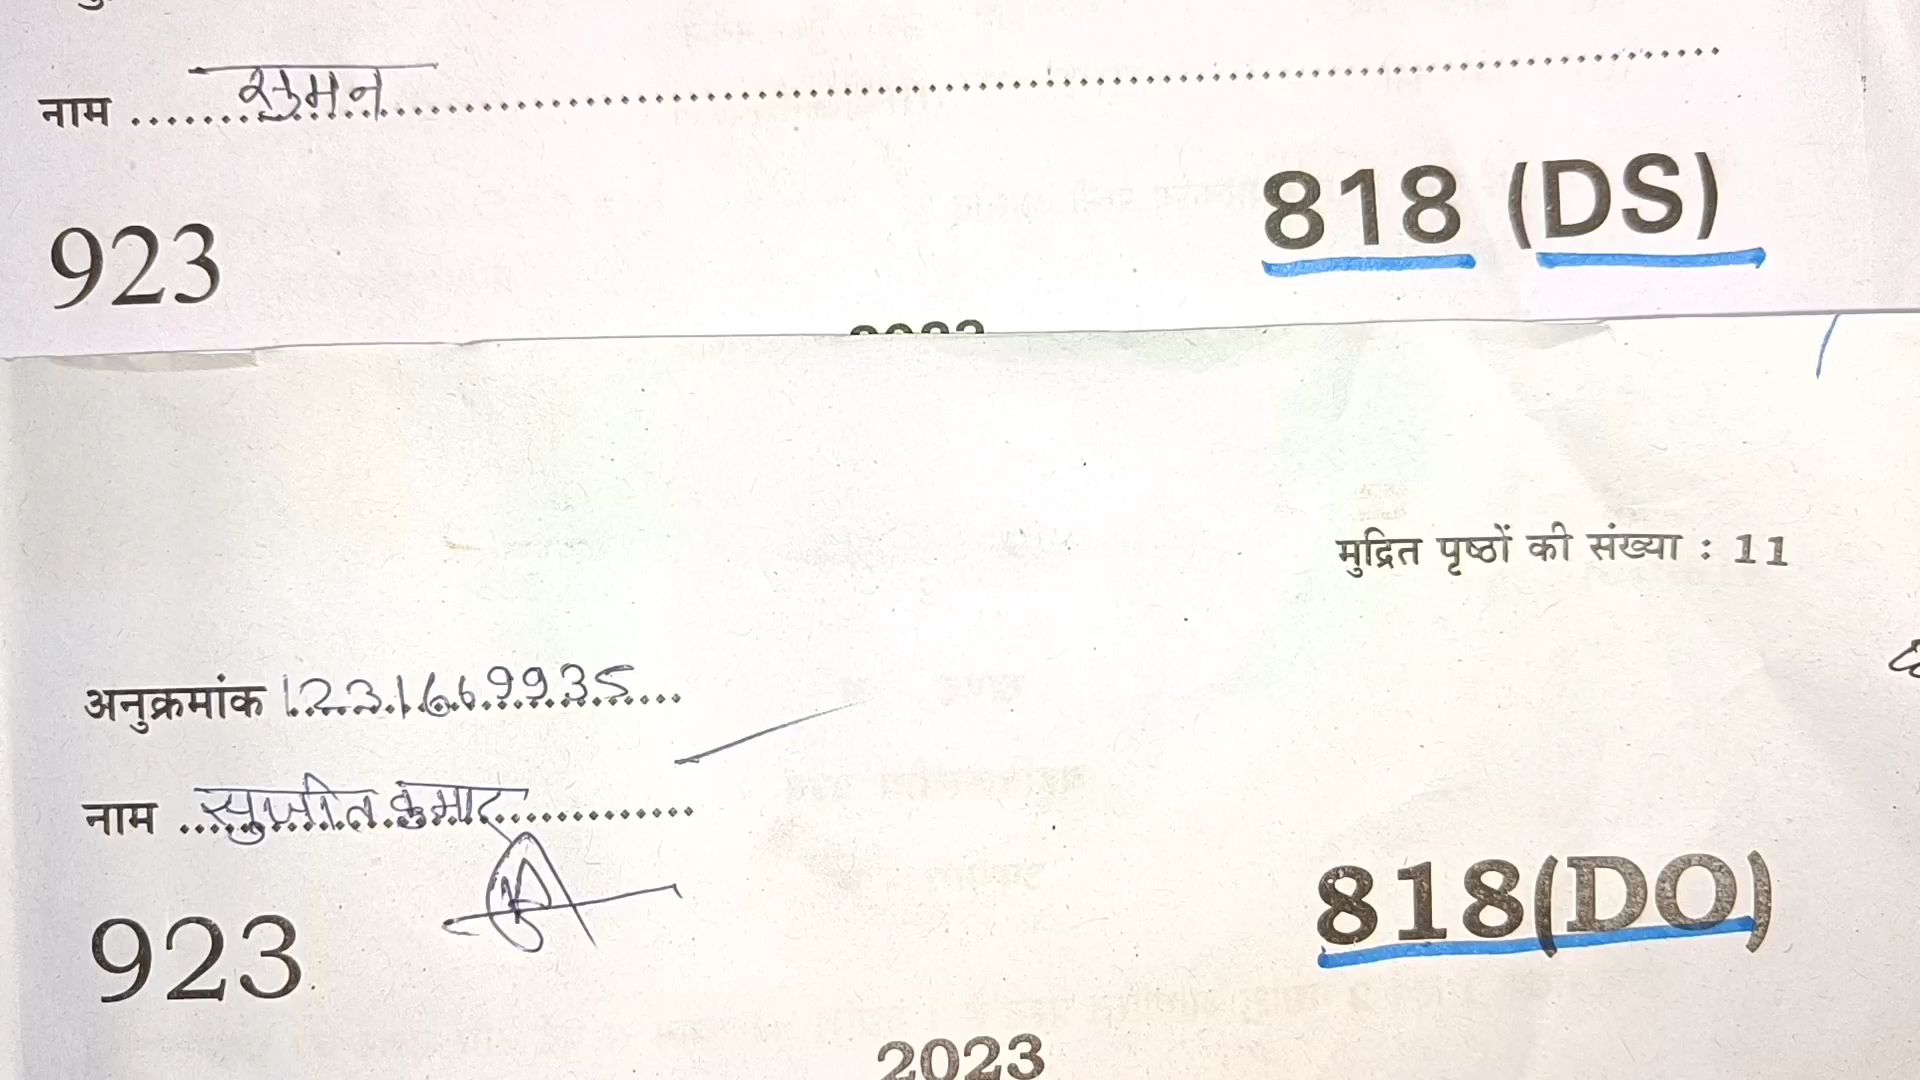 नाम ........सुमन........
923 818 (DS)
मुद्रित पृष्ठों की संख्या : 11
अनुक्रमांक 1231669935
नाम ...सुजीत कुमार...
923 818(DO)
2023